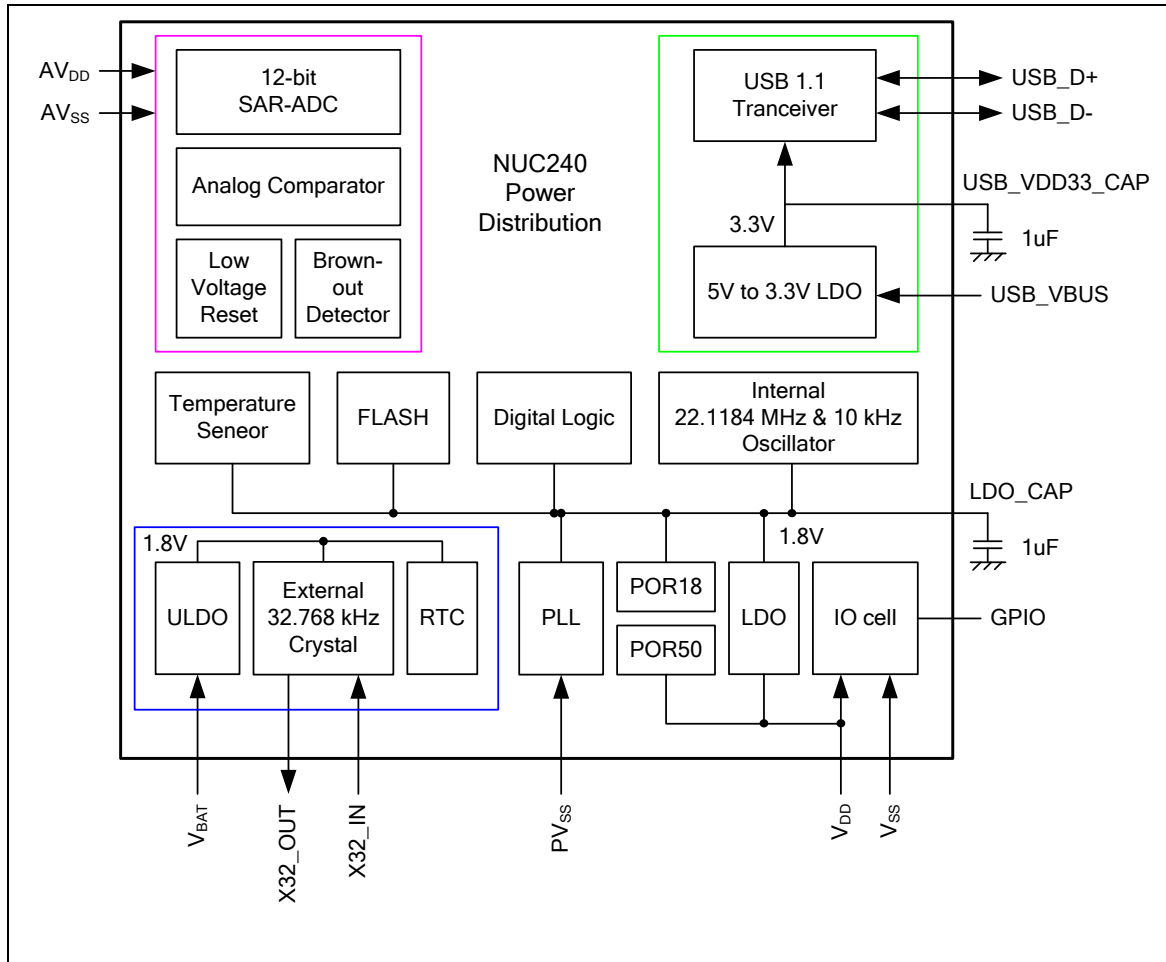 AVDD
AVSS
12-bit
SAR-ADC
Analog Comparator
Low
Voltage
Reset
Brown-
out
Detector
NUC240
Power
Distribution
USB 1.1
Tranceiver
USB_D+
USB_D-
USB_VDD33_CAP
3.3V
1uF
5V to 3.3V LDO
USB_VBUS
Temperature
Seneor
FLASH
Digital Logic
Internal
22.1184 MHz & 10 kHz
Oscillator
LDO_CAP
1.8V
1.8V
1uF
ULDO
External
32.768 kHz
Crystal
RTC
PLL
POR18
POR50
LDO
IO cell
GPIO
VBAT
X32_OUT
X32_IN
PVSS
VDD
VSS